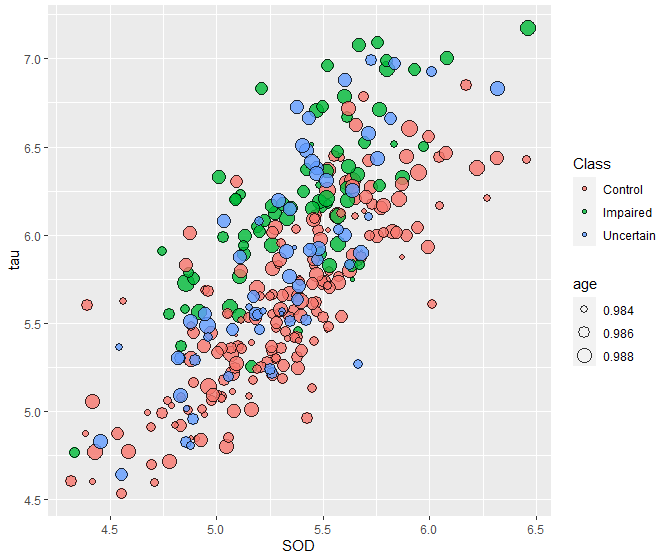 7.0
6.5
6.0
5.5
5.0
4.5
tau
4.5 5.0 5.5 6.0 6.5
SOD
Class
Control
Impaired
Uncertain
age
0.984
0.986
0.988